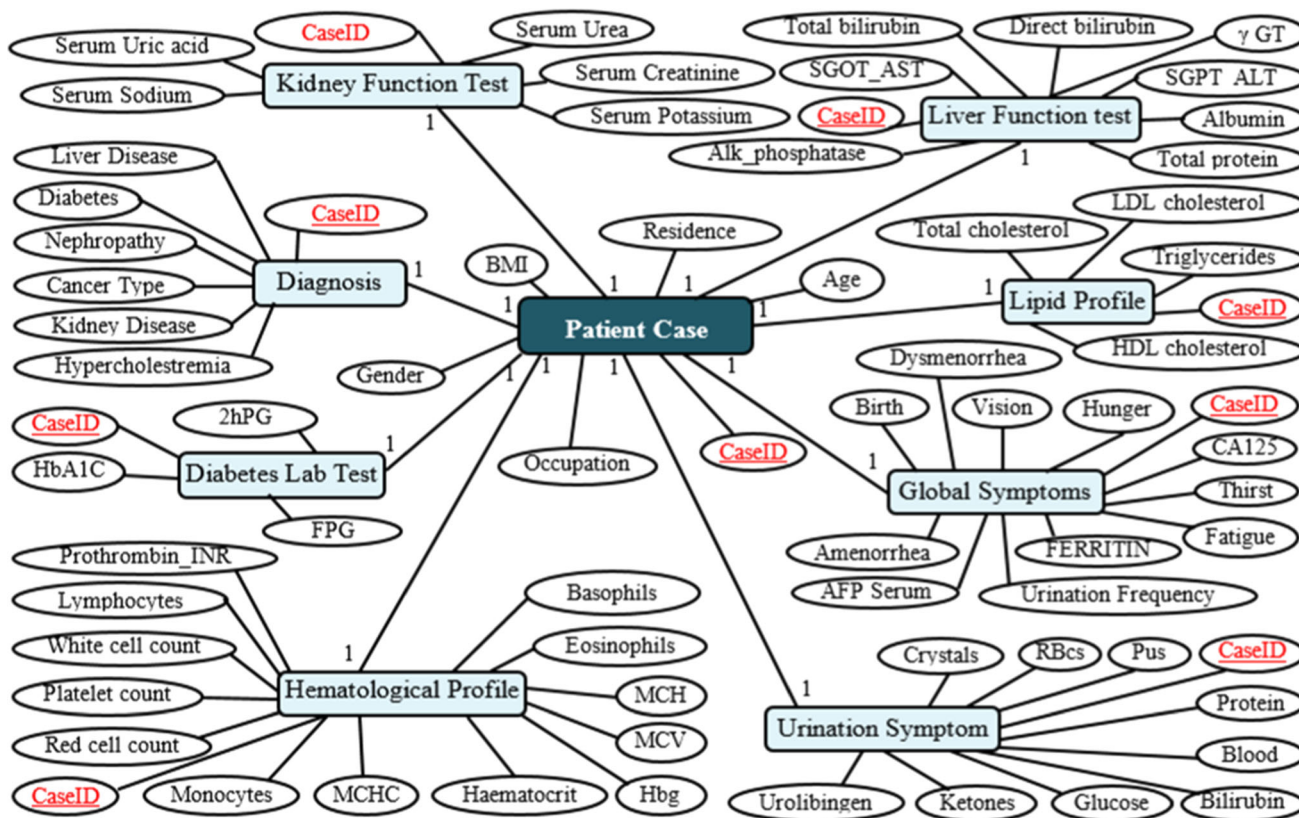 CaseID
Serum Urea
Serum Uric acid
Kidney Function Test
Serum Creatinine
Serum Sodium
Serum Potassium
1
Total bilirubin
Direct bilirubin
γ GT
SGOT_AST
SGPT_ALT
CaseID
Liver Function test
Albumin
Alk_phosphatase
Total protein
1
Liver Disease
Diabetes
CaseID
Nephropathy
Cancer Type
Diagnosis
1
Kidney Disease
Hypercholestremia
LDL cholesterol
Total cholesterol
Triglycerides
1
Lipid Profile
CaseID
HDL cholesterol
Residence
BMI
Age
1
1
1
1
Patient Case
1
1
1
1
Gender
Occupation
CaseID
CaseID
2hPG
HbA1C
Diabetes Lab Test
1
FPG
Dysmenorrhea
Birth
Vision
Hunger
CaseID
CA125
1
Global Symptoms
Thirst
Fatigue
Amenorrhea
FERRITIN
AFP Serum
Urination Frequency
Prothrombin_INR
Lymphocytes
Basophils
White cell count
Eosinophils
1
Platelet count
Hematological Profile
MCH
Red cell count
MCV
CaseID
Monocytes
MCHC
Haematocrit
Hbg
Crystals
RBcs
Pus
CaseID
1
Protein
Urination Symptom
Blood
Urolibingen
Ketones
Glucose
Bilirubin